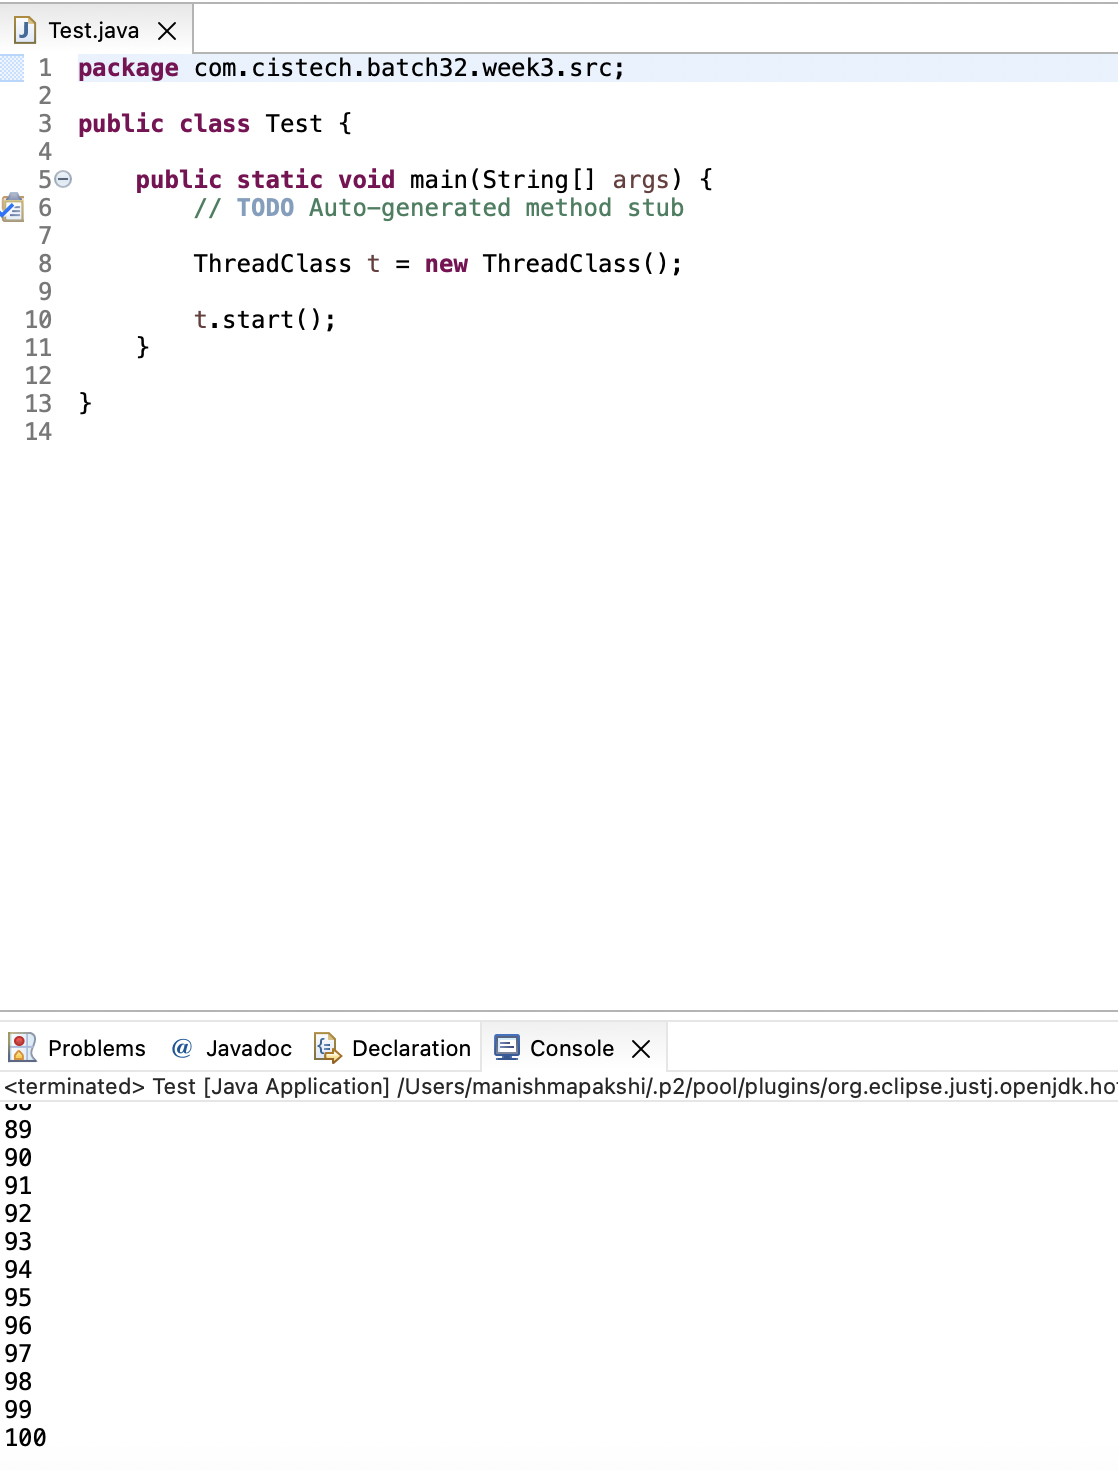 Test.java
1 package com.cistech.batch32.week3.src;
2
3 public class Test {
4
5 public static void main(String[] args) {
6 // TODO Auto-generated method stub
7
8 ThreadClass t = new ThreadClass();
9
10 t.start();
11 }
12
13 }
14
Problems @ Javadoc Declaration Console
<terminated> Test [Java Application] /Users/manishmapakshi/.p2/pool/plugins/org.eclipse.justj.openjdk.ho
89
90
91
92
93
94
95
96
97
98
99
100